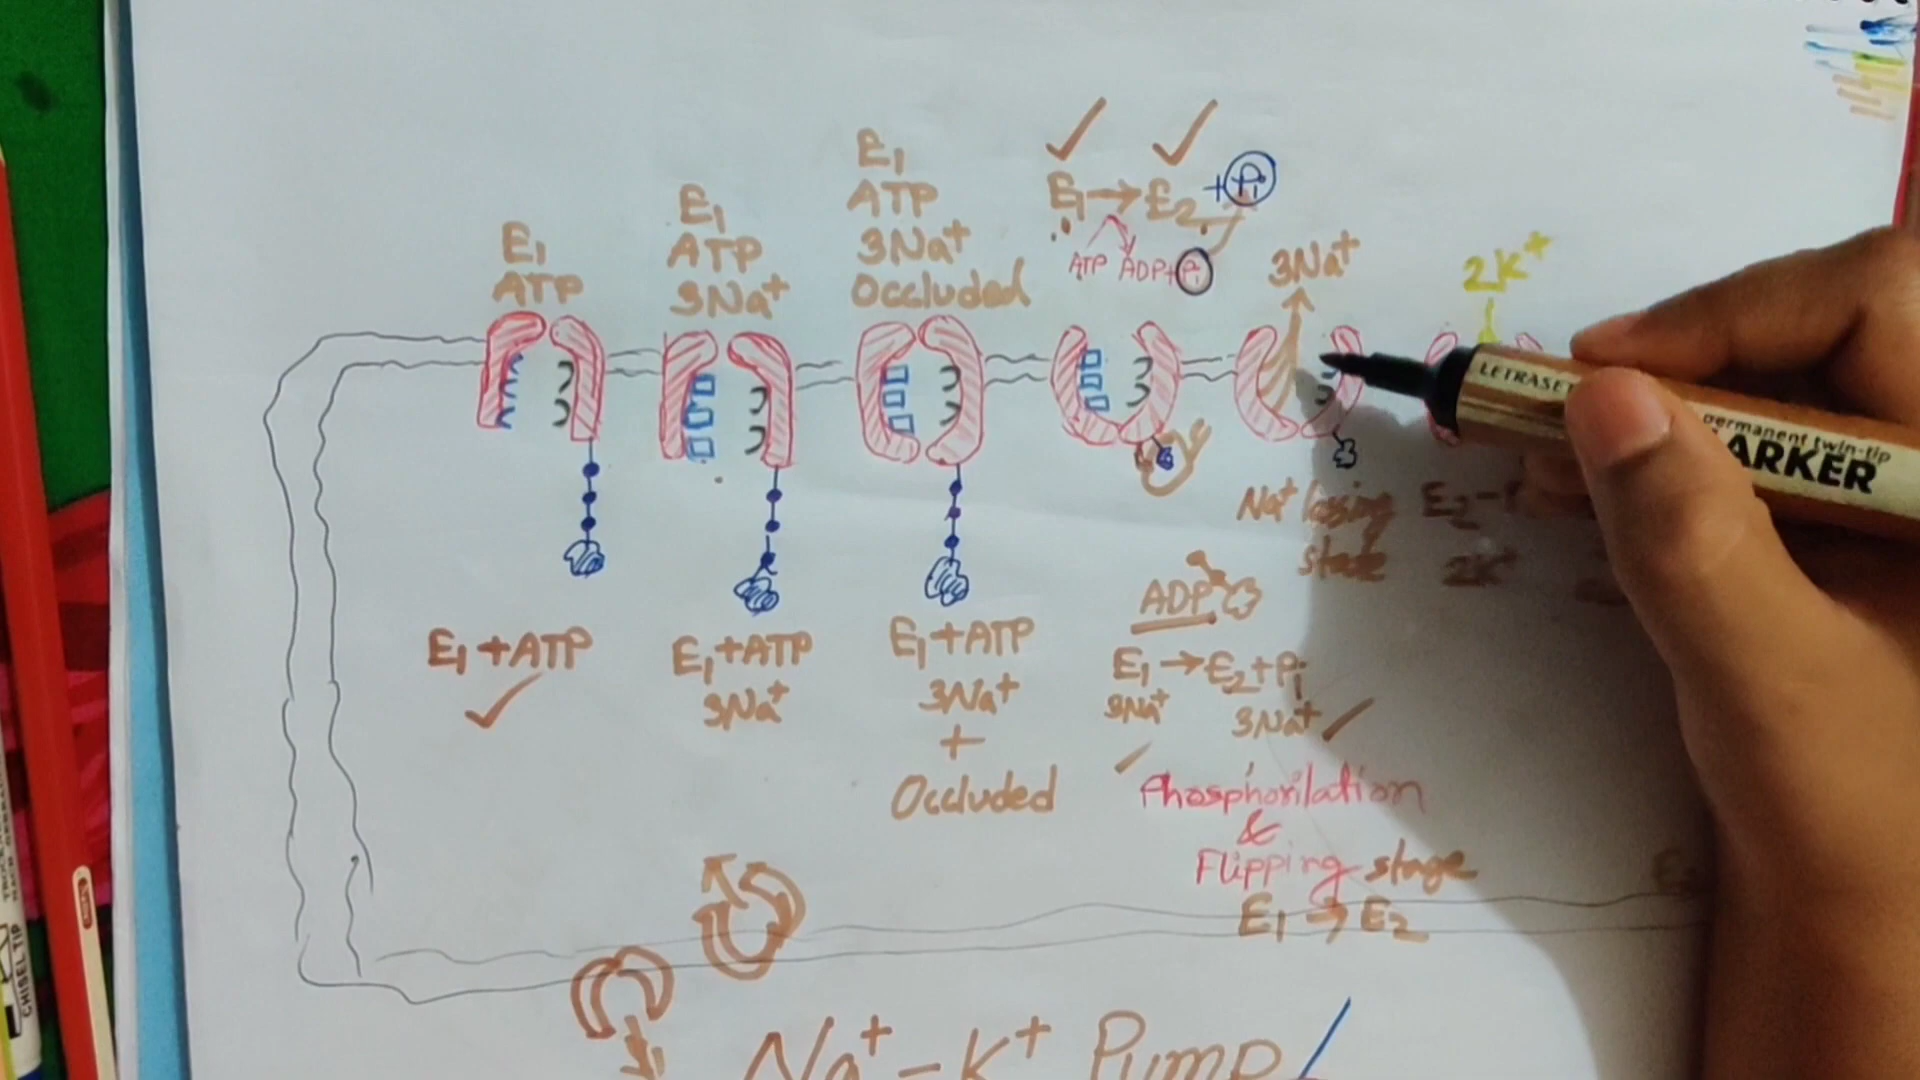 E1
ATP
E1
ATP
3Na+
E1
ATP
3Na+
Occluded
E1 → E2 + Pi
ATP ADP + Pi
3Na+
2K+
LETRASET
permanent twin-tip
MARKER
Na+ losing
stage
E2 -
2K+
E1 + ATP
E1 + ATP
3Na+
E1 + ATP
3Na+
+
Occluded
ADP
E1 → E2 + Pi
3Na+ 3Na+
Phosphorilation
&
Flipping stage
E1 → E2
Na+ - K+ Pump
CHISEL TIP